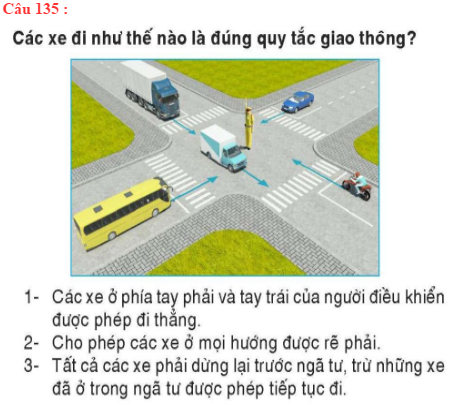 Câu 135 :
Các xe đi như thế nào là đúng quy tắc giao thông?
1- Các xe ở phía tay phải và tay trái của người điều khiển
được phép đi thẳng.
2- Cho phép các xe ở mọi hướng được rẽ phải.
3- Tất cả các xe phải dừng lại trước ngã tư, trừ những xe
đã ở trong ngã tư được phép tiếp tục đi.